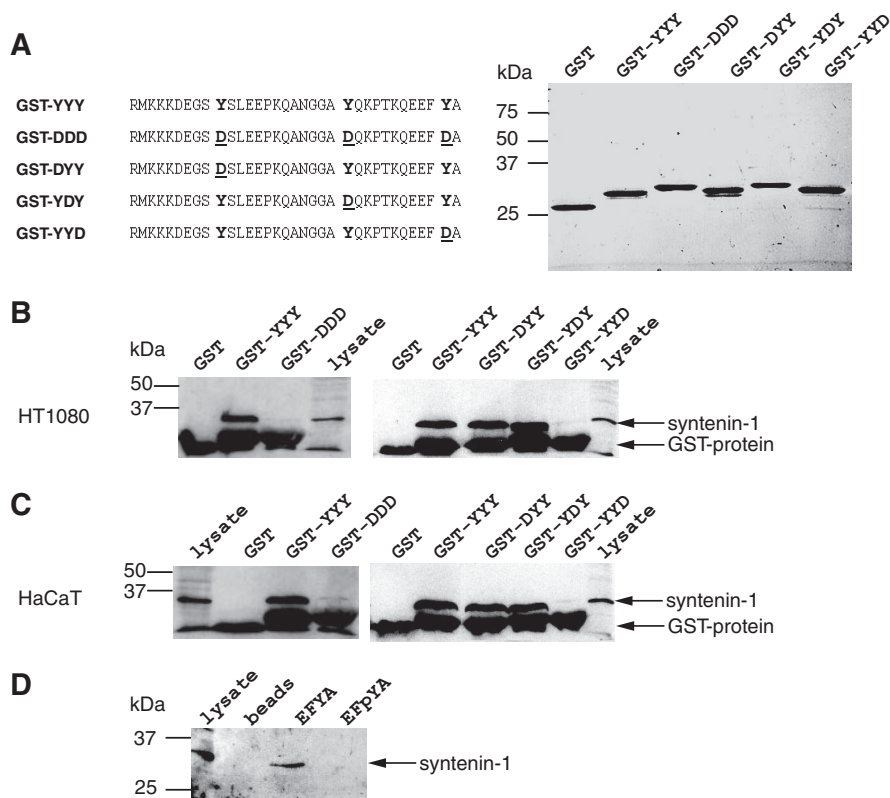 A
kDa
GST
GST-YYY
GST-DDD
GST-DYY
GST-YDY
GST-YYD
GST-YYY RMKKKDEGS YSLEEPKQANGGA YQKPTKQEEF YA
GST-DDD RMKKKDEGS DSLEEPKQANGGA DQKPTKQEEF DA
GST-DYY RMKKKDEGS DSLEEPKQANGGA YQKPTKQEEF YA
GST-YDY RMKKKDEGS YSLEEPKQANGGA DQKPTKQEEF YA
GST-YYD RMKKKDEGS YSLEEPKQANGGA YQKPTKQEEF DA
75
50
37
25
B
kDa
GST
GST-YYY
GST-DDD
lysate
GST
GST-YYY
GST-DYY
GST-YDY
GST-YYD
lysate
50
37
HT1080
syntenin-1
GST-protein
C
kDa
lysate
GST
GST-YYY
GST-DDD
GST
GST-YYY
GST-DYY
GST-YDY
GST-YYD
lysate
50
37
HaCaT
syntenin-1
GST-protein
D
kDa
lysate
beads
EFYA
EFpYA
37
25
syntenin-1